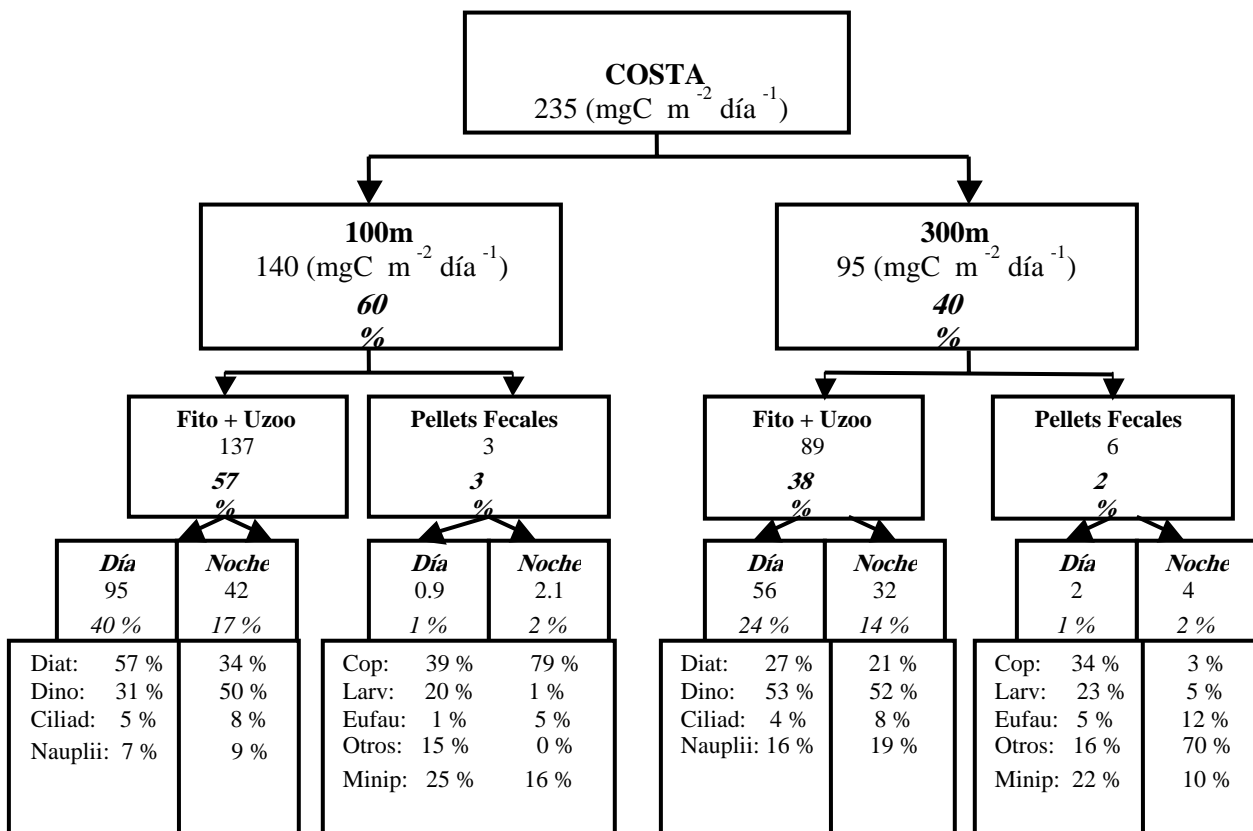 COSTA
235 (mgC m⁻² día⁻¹)
100m
140 (mgC m⁻² día⁻¹)
60
%
300m
95 (mgC m⁻² día⁻¹)
40
%
Fito + Uzoo
137
57
%
Pellets Fecales
3
3
%
Fito + Uzoo
89
38
%
Pellets Fecales
6
2
%
Día Noche
95 42
40 % 17 %
Día Noche
0.9 2.1
1 % 2 %
Día Noche
56 32
24 % 14 %
Día Noche
2 4
1 % 2 %
Diat: 57 % 34 %
Dino: 31 % 50 %
Ciliad: 5 % 8 %
Nauplii: 7 % 9 %
Cop: 39 % 79 %
Larv: 20 % 1 %
Eufau: 1 % 5 %
Otros: 15 % 0 %
Minip: 25 % 16 %
Diat: 27 % 21 %
Dino: 53 % 52 %
Ciliad: 4 % 8 %
Nauplii: 16 % 19 %
Cop: 34 % 3 %
Larv: 23 % 5 %
Eufau: 5 % 12 %
Otros: 16 % 70 %
Minip: 22 % 10 %